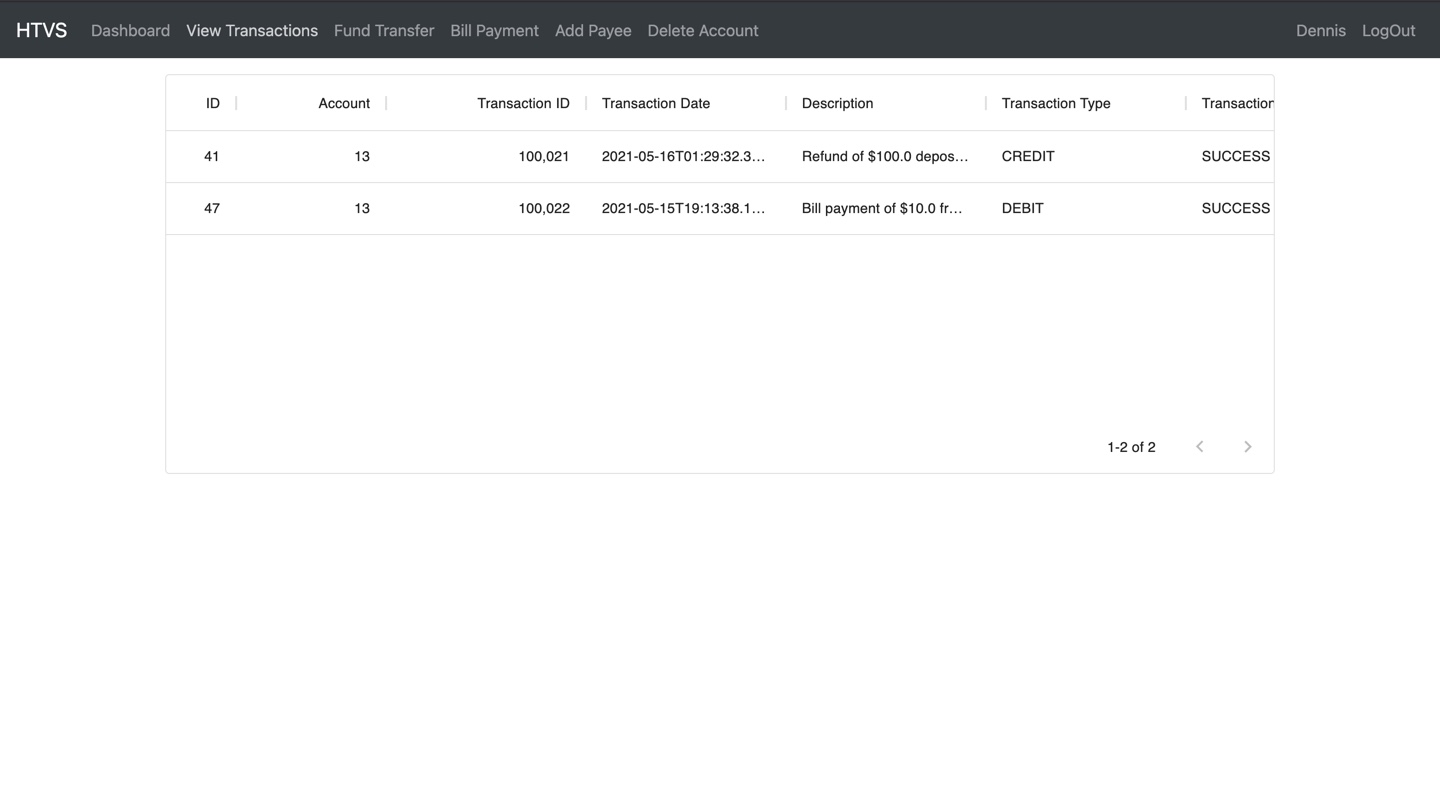 HTVS Dashboard View Transactions Fund Transfer Bill Payment Add Payee Delete Account Dennis LogOut
ID Account Transaction ID Transaction Date Description Transaction Type Transaction
41 13 100,021 2021-05-16T01:29:32.3... Refund of $100.0 depos... CREDIT SUCCESS
47 13 100,022 2021-05-15T19:13:38.1... Bill payment of $10.0 fr... DEBIT SUCCESS
1-2 of 2